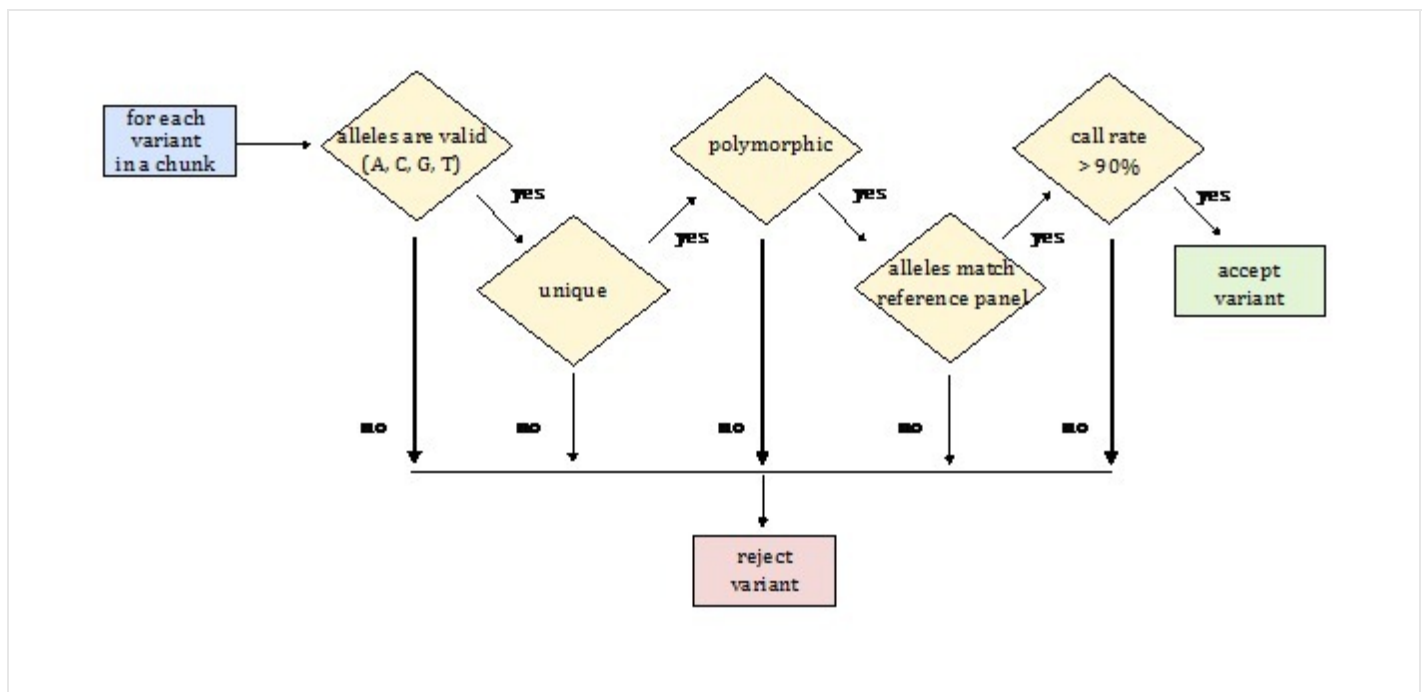 for each
variant
in a chunk
alleles are valid
(A, C, G, T)
yes
unique
yes
polymorphic
yes
alleles match
reference panel
yes
call rate
> 90%
yes
accept
variant
no
no
no
no
no
reject
variant